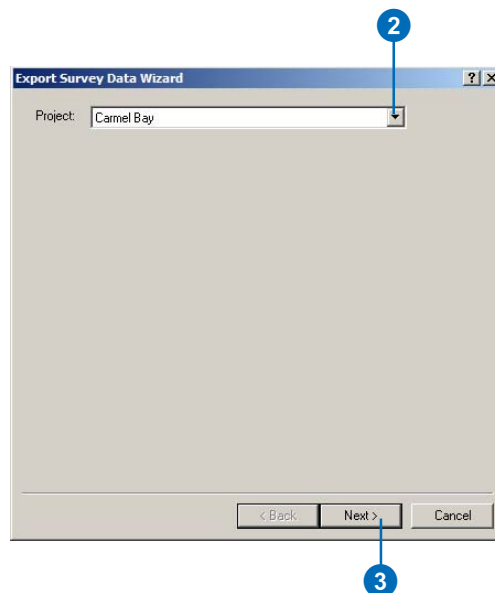 2
Export Survey Data Wizard
Project: Carmel Bay
< Back Next > Cancel
3